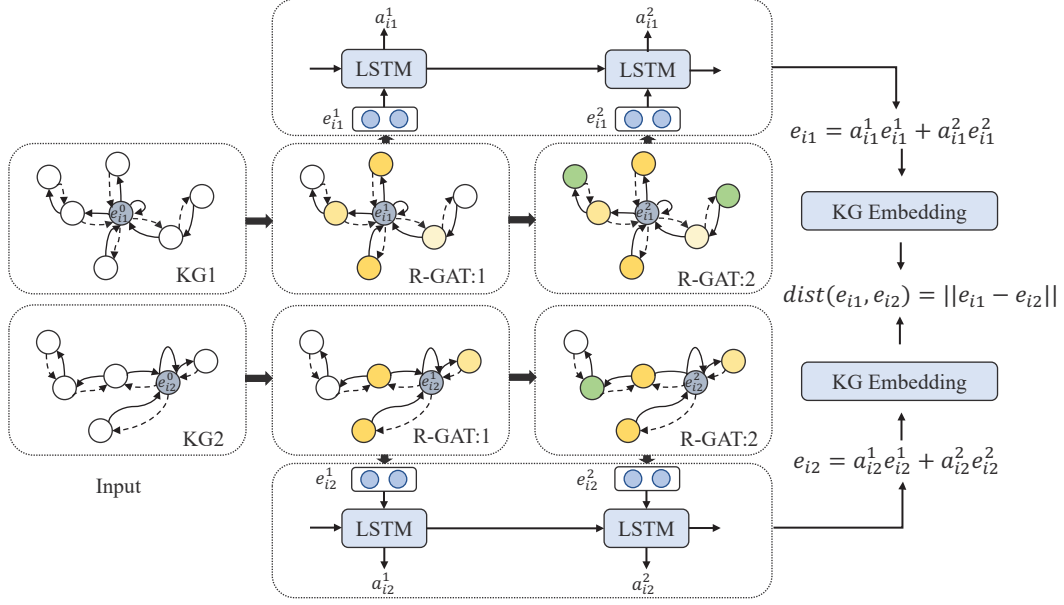 a_{i1}^{1}
a_{i1}^{2}
LSTM
LSTM
e_{i1}^{1}
e_{i1}^{2}
e_{i1} = a_{i1}^{1}e_{i1}^{1} + a_{i1}^{2}e_{i1}^{2}
e_{i1}^{0}
e_{i1}^{1}
e_{i1}^{2}
KG1
R-GAT:1
R-GAT:2
KG Embedding
dist(e_{i1}, e_{i2}) = ||e_{i1} − e_{i2}||
e_{i2}^{0}
e_{i2}^{1}
e_{i2}^{2}
KG2
R-GAT:1
R-GAT:2
KG Embedding
e_{i2} = a_{i2}^{1}e_{i2}^{1} + a_{i2}^{2}e_{i2}^{2}
Input
e_{i2}^{1}
e_{i2}^{2}
LSTM
LSTM
a_{i2}^{1}
a_{i2}^{2}